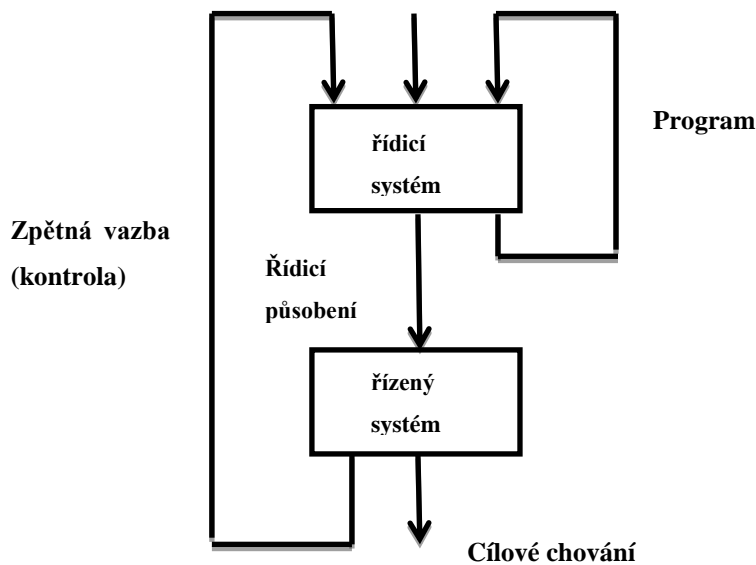 Program
řídicí
systém
Zpětná vazba
(kontrola)
Řídicí
působení
řízený
systém
Cílové chování